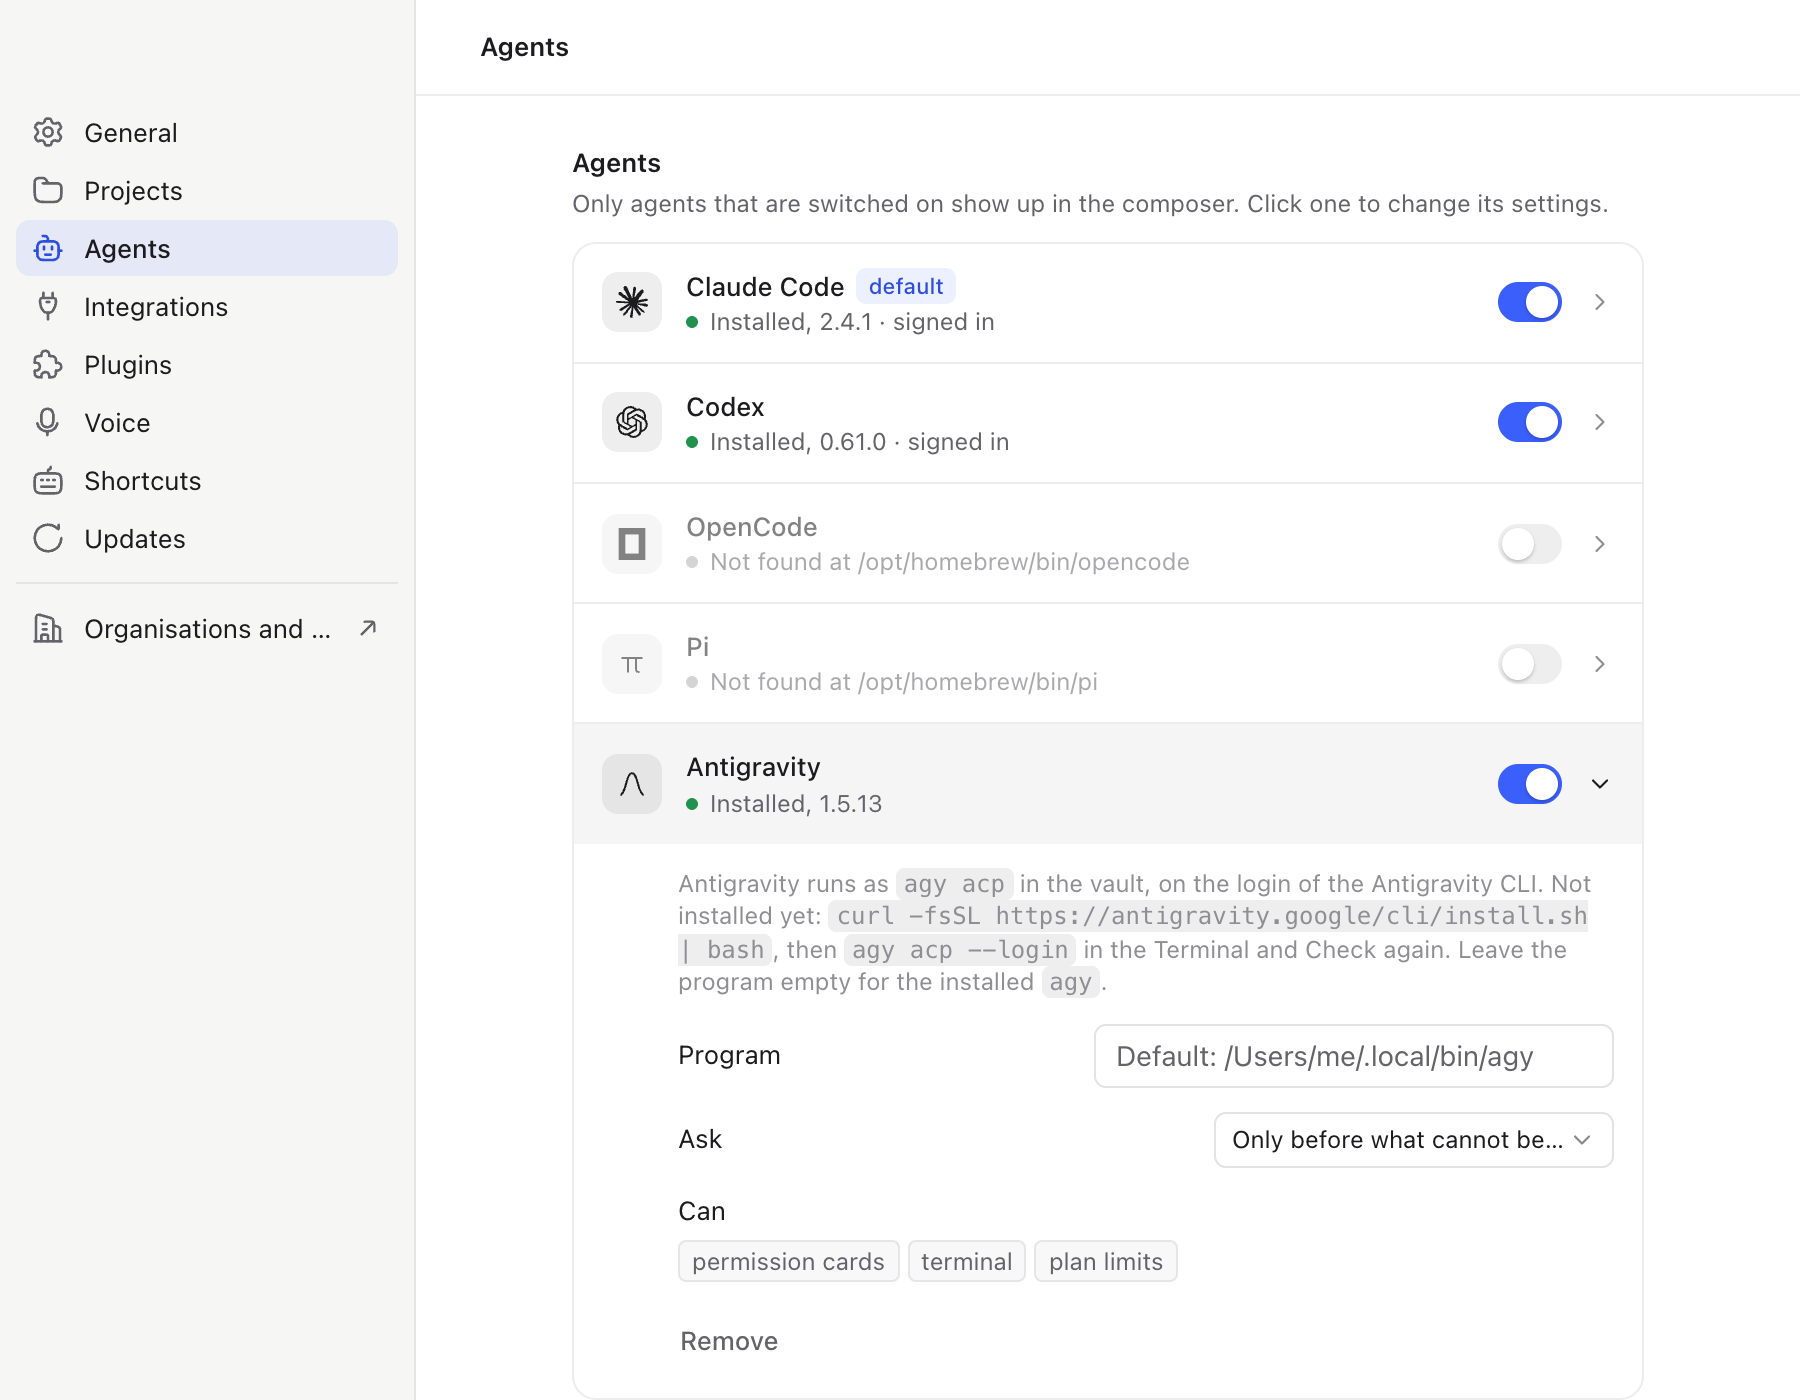 Agents
General
Projects
Agents
Integrations
Plugins
Voice
Shortcuts
Updates
Organisations and ...
Agents
Only agents that are switched on show up in the composer. Click one to change its settings.
Claude Code default
Installed, 2.4.1 · signed in
Codex
Installed, 0.61.0 · signed in
OpenCode
Not found at /opt/homebrew/bin/opencode
π
Pi
Not found at /opt/homebrew/bin/pi
Antigravity
Installed, 1.5.13
Antigravity runs as agy acp in the vault, on the login of the Antigravity CLI. Not
installed yet: curl -fsSL https://antigravity.google/cli/install.sh
| bash, then agy acp --login in the Terminal and Check again. Leave the
program empty for the installed agy.
Program
Default: /Users/me/.local/bin/agy
Ask
Only before what cannot be...
Can
permission cards terminal plan limits
Remove